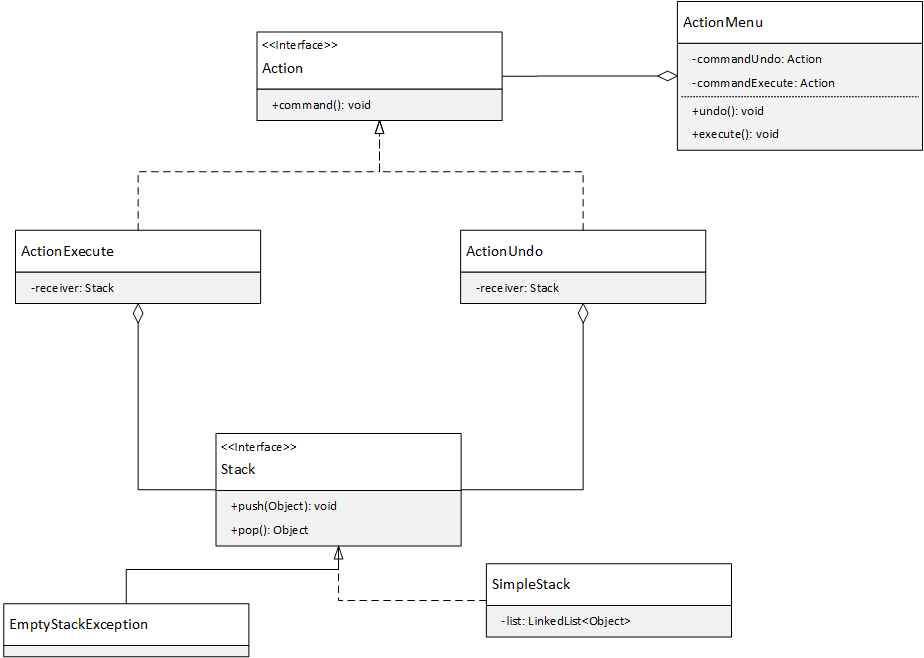 ActionMenu
-commandUndo: Action
-commandExecute: Action
+undo(): void
+execute(): void
<<Interface>>
Action
+command(): void
ActionExecute
-receiver: Stack
ActionUndo
-receiver: Stack
<<Interface>>
Stack
+push(Object): void
+pop(): Object
SimpleStack
-list: LinkedList<Object>
EmptyStackException